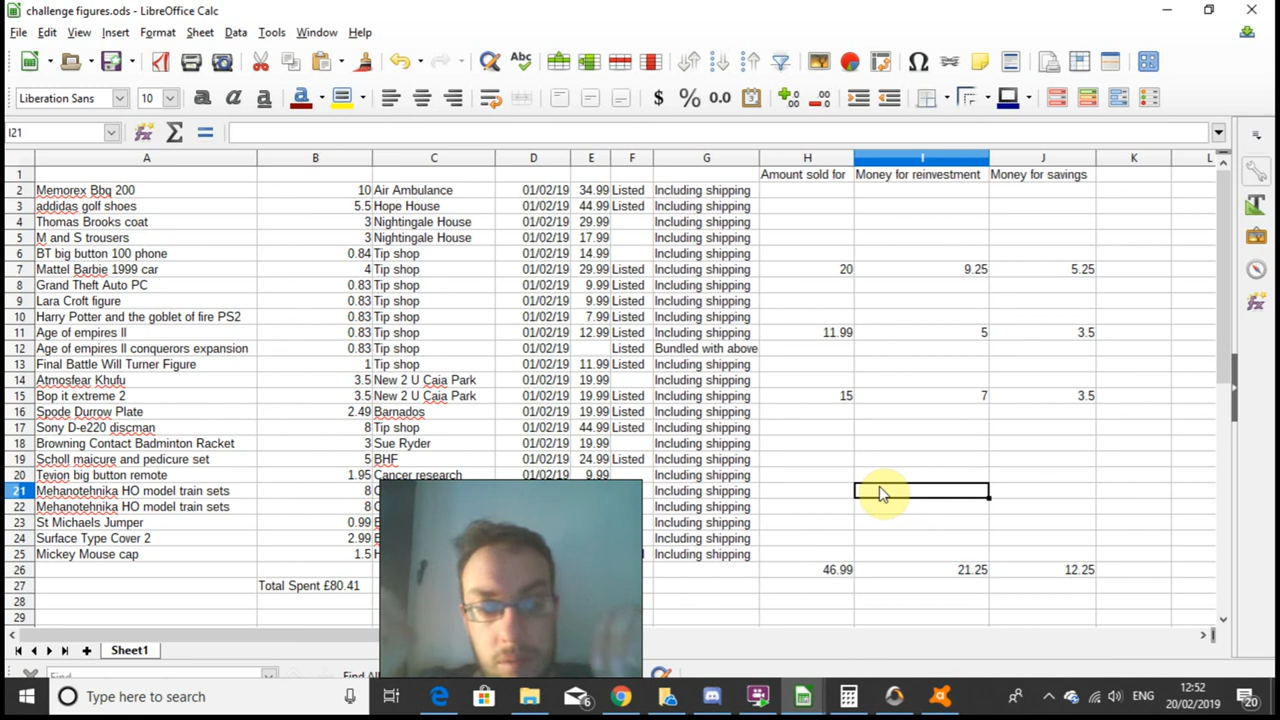 challenge figures.ods - LibreOffice Calc
File Edit View Insert Format Sheet Data Tools Window Help
Liberation Sans 10
I21
A B C D E F G H I J K L
1 Amount sold for Money for reinvestment Money for savings
2 Memorex Bbq 200 10 Air Ambulance 01/02/19 34.99 Listed Including shipping
3 addidas golf shoes 5.5 Hope House 01/02/19 44.99 Listed Including shipping
4 Thomas Brooks coat 3 Nightingale House 01/02/19 29.99 Including shipping
5 M and S trousers 3 Nightingale House 01/02/19 17.99 Including shipping
6 BT big button 100 phone 0.84 Tip shop 01/02/19 14.99 Including shipping
7 Mattel Barbie 1999 car 4 Tip shop 01/02/19 29.99 Listed Including shipping 20 9.25 5.25
8 Grand Theft Auto PC 0.83 Tip shop 01/02/19 9.99 Listed Including shipping
9 Lara Croft figure 0.83 Tip shop 01/02/19 9.99 Listed Including shipping
10 Harry Potter and the goblet of fire PS2 0.83 Tip shop 01/02/19 7.99 Listed Including shipping
11 Age of empires II 0.83 Tip shop 01/02/19 12.99 Listed Including shipping 11.99 5 3.5
12 Age of empires II conquerors expansion 0.83 Tip shop 01/02/19 Listed Bundled with above
13 Final Battle Will Turner Figure 1 Tip shop 01/02/19 11.99 Listed Including shipping
14 Atmosfear Khufu 3.5 New 2 U Caia Park 01/02/19 19.99 Including shipping
15 Bop it extreme 2 3.5 New 2 U Caia Park 01/02/19 19.99 Listed Including shipping 15 7 3.5
16 Spode Durrow Plate 2.49 Barnados 01/02/19 19.99 Listed Including shipping
17 Sony D-e220 discman 8 Tip shop 01/02/19 44.99 Listed Including shipping
18 Browning Contact Badminton Racket 3 Sue Ryder 01/02/19 19.99 Including shipping
19 Scholl maicure and pedicure set 5 BHF 01/02/19 24.99 Listed Including shipping
20 Tevion big button remote 1.95 Cancer research 01/02/19 9.99 Including shipping
21 Mehanotehnika HO model train sets 8 Including shipping
22 Mehanotehnika HO model train sets 8 Including shipping
23 St Michaels Jumper 0.99 Including shipping
24 Surface Type Cover 2 2.99 Including shipping
25 Mickey Mouse cap 1.5 Including shipping
26 46.99 21.25 12.25
27 Total Spent £80.41
28
29
Sheet1
Find
Type here to search 6 ENG 12:52
20/02/2019 20